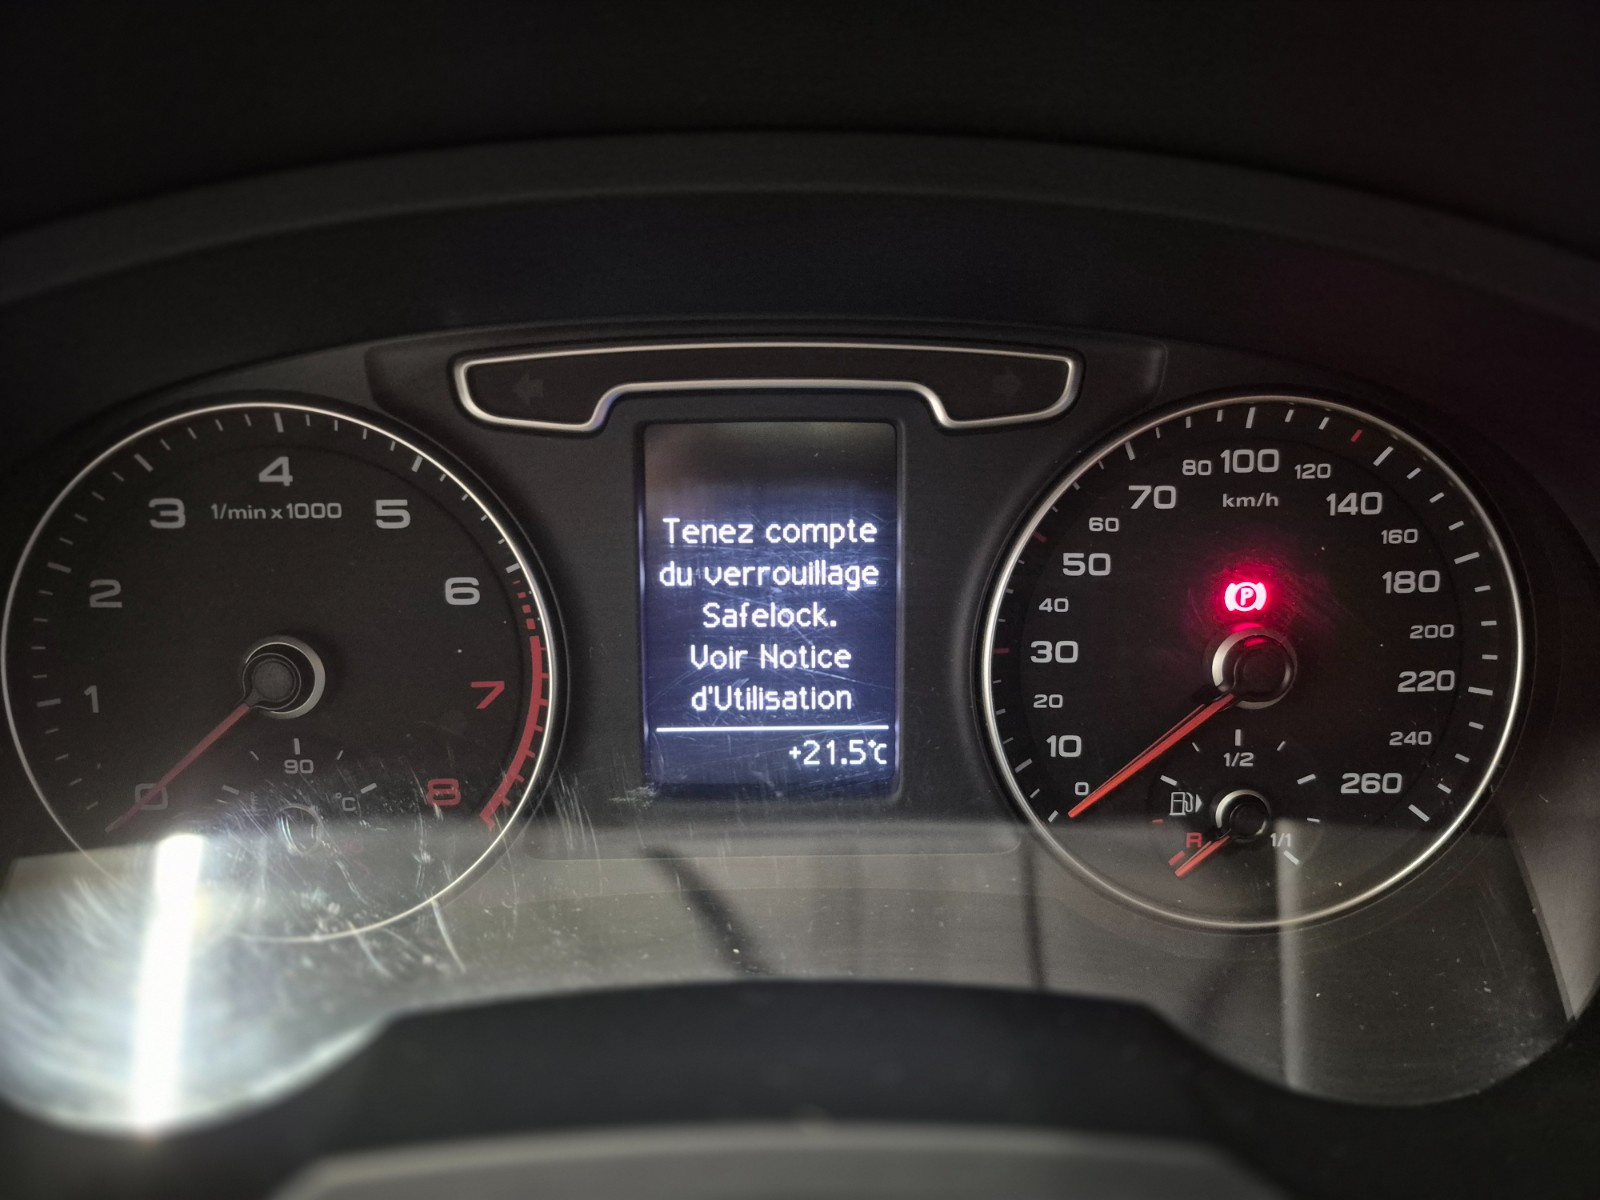 Tenez compte
du verrouillage
Safelock.
Voir Notice
d'Utilisation
+21.5°C
1/min x 1000
0
1
2
3
4
5
6
7
8
90
°C
km/h
0
10
20
30
40
50
60
70
80
100
120
140
160
180
200
220
240
260
P
1/2
R
1/1